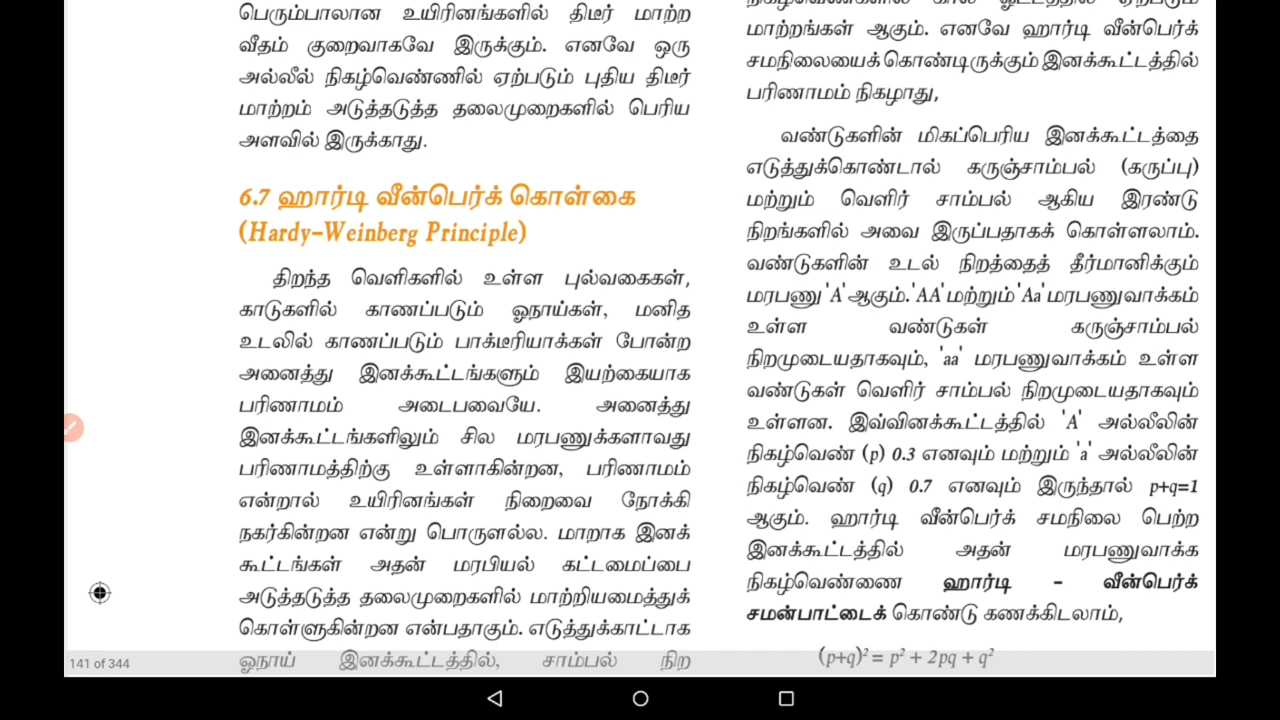 பெரும்பாலான உயிரினங்களில் திடீர் மாற்ற
வீதம் குறைவாகவே இருக்கும். எனவே ஒரு
அல்லீல் நிகழ்வெண்ணில் ஏற்படும் புதிய திடீர்
மாற்றம் அடுத்தடுத்த தலைமுறைகளில் பெரிய
அளவில் இருக்காது.
6.7 ஹார்டி வீன்பெர்க் கொள்கை
(Hardy–Weinberg Principle)
திறந்த வெளிகளில் உள்ள புல்வகைகள்,
காடுகளில் காணப்படும் ஓநாய்கள், மனித
உடலில் காணப்படும் பாக்டீரியாக்கள் போன்ற
அனைத்து இனக்கூட்டங்களும் இயற்கையாக
பரிணாமம் அடைபவையே. அனைத்து
இனக்கூட்டங்களிலும் சில மரபணுக்களாவது
பரிணாமத்திற்கு உள்ளாகின்றன, பரிணாமம்
என்றால் உயிரினங்கள் நிறைவை நோக்கி
நகர்கின்றன என்று பொருளல்ல. மாறாக இனக்
கூட்டங்கள் அதன் மரபியல் கட்டமைப்பை
அடுத்தடுத்த தலைமுறைகளில் மாற்றியமைத்துக்
கொள்ளுகின்றன என்பதாகும். எடுத்துக்காட்டாக
ஓநாய் இனக்கூட்டத்தில், சாம்பல் நிற
மாற்றங்கள் ஆகும். எனவே ஹார்டி வீன்பெர்க்
சமநிலையைக் கொண்டிருக்கும் இனக்கூட்டத்தில்
பரிணாமம் நிகழாது,
வண்டுகளின் மிகப்பெரிய இனக்கூட்டத்தை
எடுத்துக்கொண்டால் கருஞ்சாம்பல் (கருப்பு)
மற்றும் வெளிர் சாம்பல் ஆகிய இரண்டு
நிறங்களில் அவை இருப்பதாகக் கொள்ளலாம்.
வண்டுகளின் உடல் நிறத்தைத் தீர்மானிக்கும்
மரபணு 'A' ஆகும். 'AA' மற்றும் 'Aa' மரபணுவாக்கம்
உள்ள வண்டுகள் கருஞ்சாம்பல்
நிறமுடையதாகவும், 'aa' மரபணுவாக்கம் உள்ள
வண்டுகள் வெளிர் சாம்பல் நிறமுடையதாகவும்
உள்ளன. இவ்வினக்கூட்டத்தில் 'A' அல்லீலின்
நிகழ்வெண் (p) 0.3 எனவும் மற்றும் 'a' அல்லீலின்
நிகழ்வெண் (q) 0.7 எனவும் இருந்தால் p+q=1
ஆகும். ஹார்டி வீன்பெர்க் சமநிலை பெற்ற
இனக்கூட்டத்தில் அதன் மரபணுவாக்க
நிகழ்வெண்ணை ஹார்டி – வீன்பெர்க்
சமன்பாட்டைக் கொண்டு கணக்கிடலாம்,
(p+q)² = p² + 2pq + q²
141 of 344